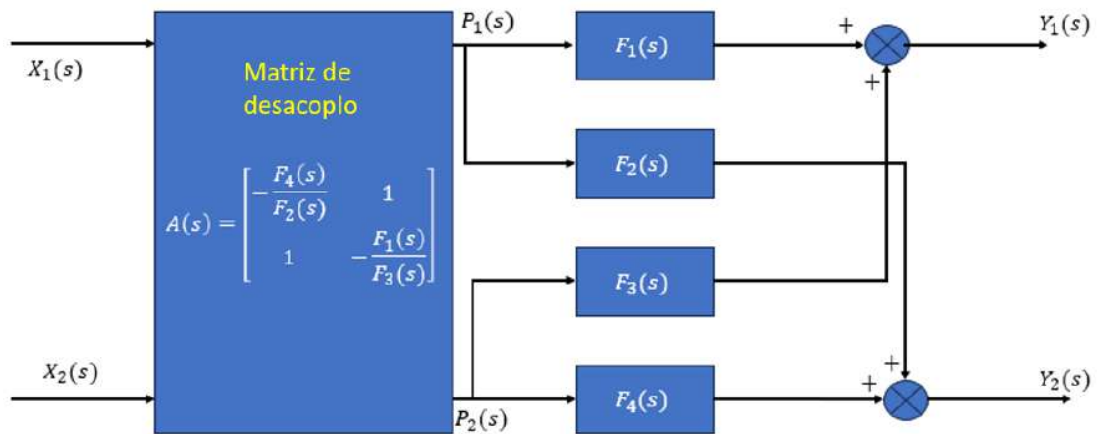 X₁(s)
Matriz de
desacoplo
A(s) = [ -F₄(s)/F₂(s)   1
1   -F₁(s)/F₃(s) ]
X₂(s)
P₁(s)
P₂(s)
F₁(s)
F₂(s)
F₃(s)
F₄(s)
+
+
Y₁(s)
+
+
Y₂(s)